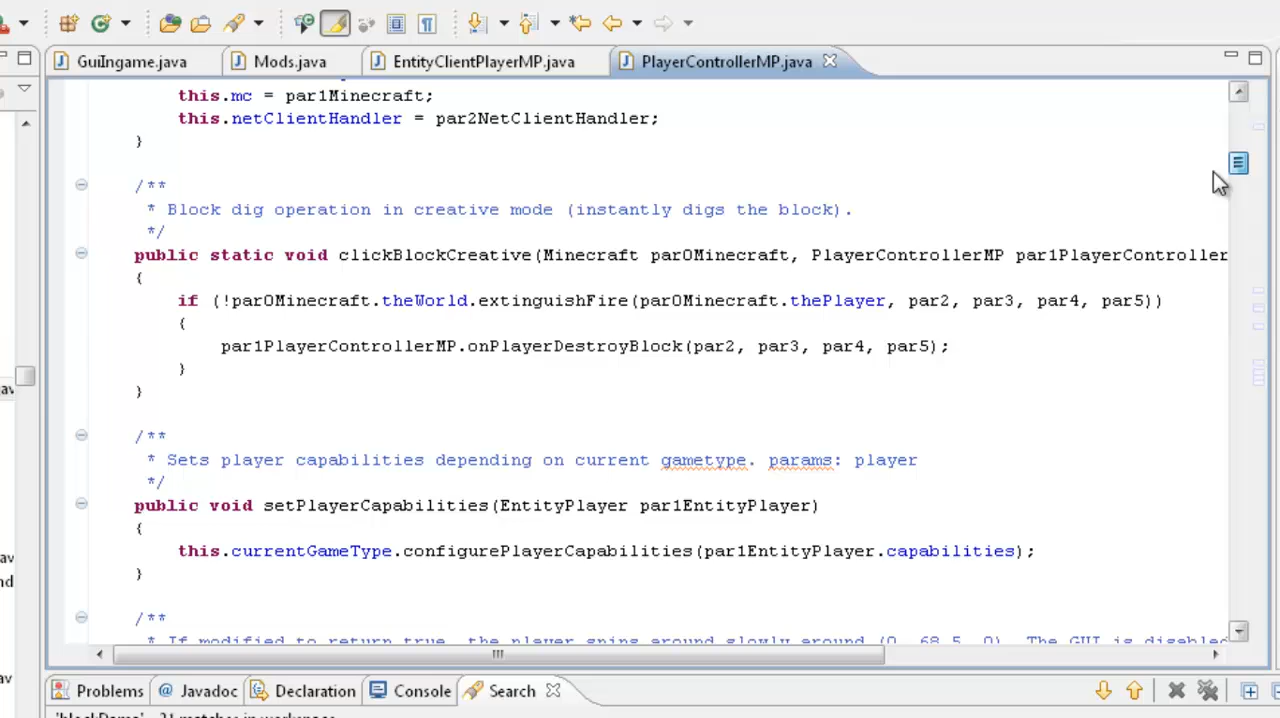 GuiIngame.java Mods.java EntityClientPlayerMP.java PlayerControllerMP.java
this.mc = par1Minecraft;
this.netClientHandler = par2NetClientHandler;
}
/**
* Block dig operation in creative mode (instantly digs the block).
*/
public static void clickBlockCreative(Minecraft par0Minecraft, PlayerControllerMP par1PlayerController
{
if (!par0Minecraft.theWorld.extinguishFire(par0Minecraft.thePlayer, par2, par3, par4, par5))
{
par1PlayerControllerMP.onPlayerDestroyBlock(par2, par3, par4, par5);
}
}
/**
* Sets player capabilities depending on current gametype. params: player
*/
public void setPlayerCapabilities(EntityPlayer par1EntityPlayer)
{
this.currentGameType.configurePlayerCapabilities(par1EntityPlayer.capabilities);
}
/**
* If modified to return true, the player spins around slowly around (0, 68.5, 0). The GUI is disabled
Problems @ Javadoc Declaration Console Search